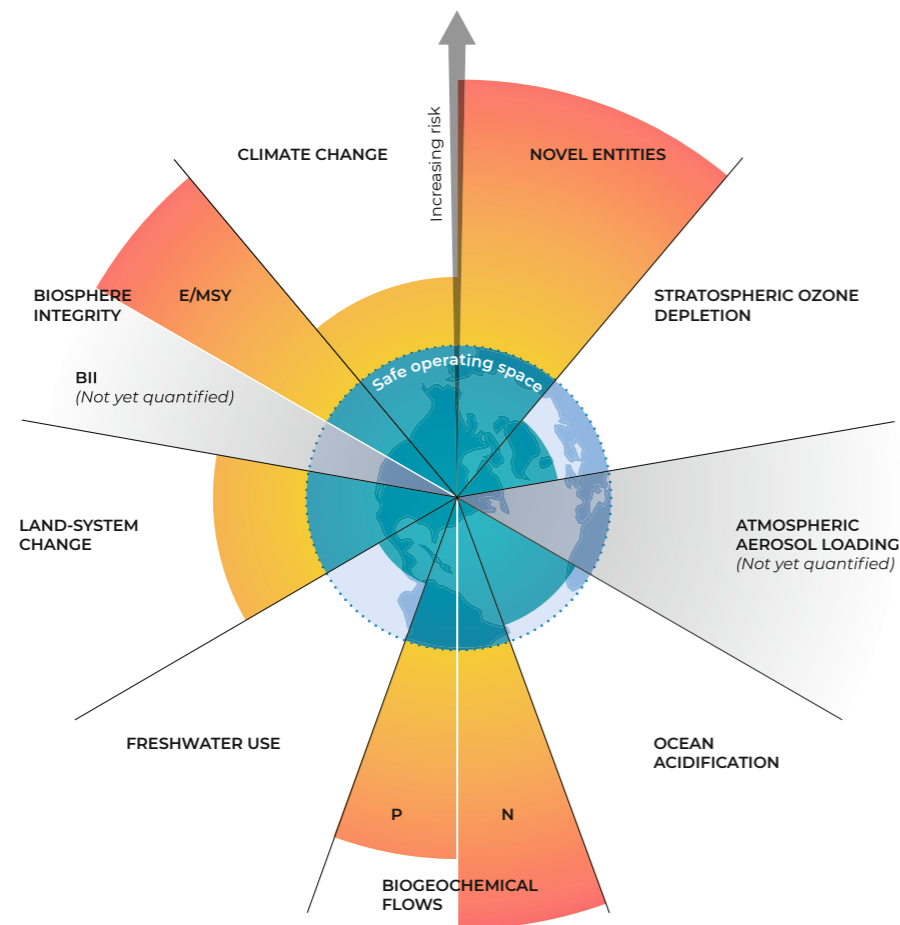 Increasing risk
CLIMATE CHANGE
NOVEL ENTITIES
BIOSPHERE
INTEGRITY
E/MSY
STRATOSPHERIC OZONE
DEPLETION
Safe operating space
BII
(Not yet quantified)
LAND-SYSTEM
CHANGE
ATMOSPHERIC
AEROSOL LOADING
(Not yet quantified)
FRESHWATER USE
OCEAN
ACIDIFICATION
P
N
BIOGEOCHEMICAL
FLOWS